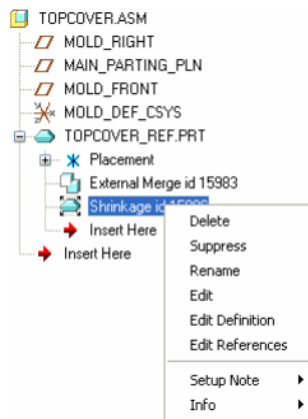 TOPCOVER.ASM
MOLD_RIGHT
MAIN_PARTING_PLN
MOLD_FRONT
MOLD_DEF_CSYS
TOPCOVER_REF.PRT
Placement
External Merge id 15983
Shrinkage id
Insert Here
Insert Here
Delete
Suppress
Rename
Edit
Edit Definition
Edit References
Setup Note
Info